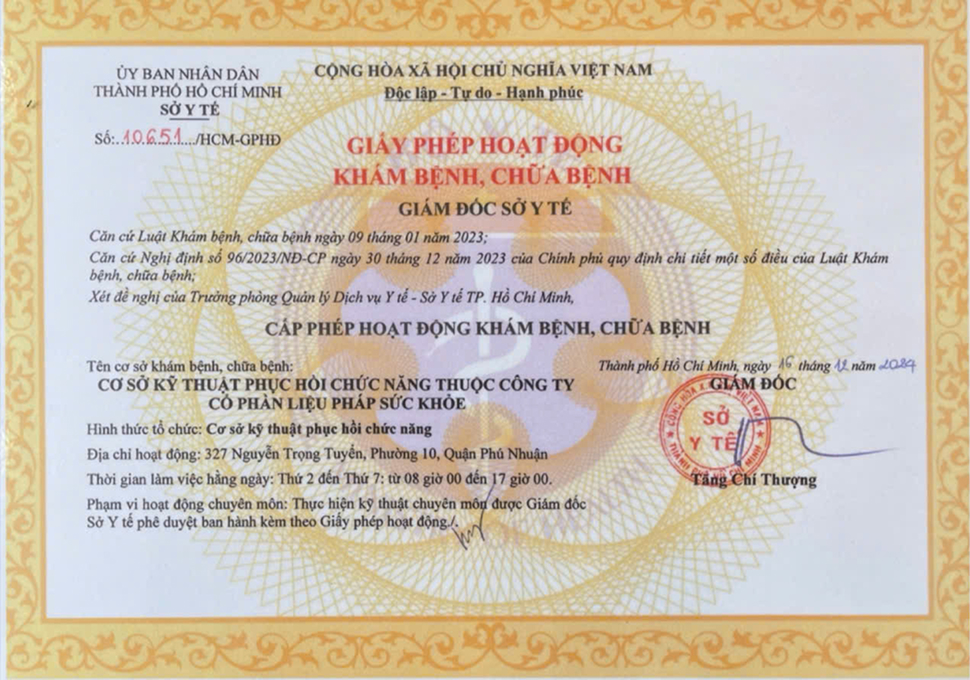 ỦY BAN NHÂN DÂN
THÀNH PHỐ HỒ CHÍ MINH
SỞ Y TẾ
Số: 10651 /HCM-GPHĐ
CỘNG HÒA XÃ HỘI CHỦ NGHĨA VIỆT NAM
Độc lập - Tự do - Hạnh phúc
GIẤY PHÉP HOẠT ĐỘNG
KHÁM BỆNH, CHỮA BỆNH
GIÁM ĐỐC SỞ Y TẾ
Căn cứ Luật Khám bệnh, chữa bệnh ngày 09 tháng 01 năm 2023;
Căn cứ Nghị định số 96/2023/NĐ-CP ngày 30 tháng 12 năm 2023 của Chính phủ quy định chi tiết một số điều của Luật Khám
bệnh, chữa bệnh;
Xét đề nghị của Trưởng phòng Quản lý Dịch vụ Y tế - Sở Y tế TP. Hồ Chí Minh,
CẤP PHÉP HOẠT ĐỘNG KHÁM BỆNH, CHỮA BỆNH
Tên cơ sở khám bệnh, chữa bệnh:
CƠ SỞ KỸ THUẬT PHỤC HỒI CHỨC NĂNG THUỘC CÔNG TY
CỔ PHẦN LIỆU PHÁP SỨC KHỎE
Hình thức tổ chức: Cơ sở kỹ thuật phục hồi chức năng
Địa chỉ hoạt động: 327 Nguyễn Trọng Tuyển, Phường 10, Quận Phú Nhuận
Thời gian làm việc hằng ngày: Thứ 2 đến Thứ 7: từ 08 giờ 00 đến 17 giờ 00.
Phạm vi hoạt động chuyên môn: Thực hiện kỹ thuật chuyên môn được Giám đốc
Sở Y tế phê duyệt ban hành kèm theo Giấy phép hoạt động./.
Thành phố Hồ Chí Minh, ngày 16 tháng 12 năm 2024
GIÁM ĐỐC
SỞ
Y TẾ
Tăng Chí Thượng